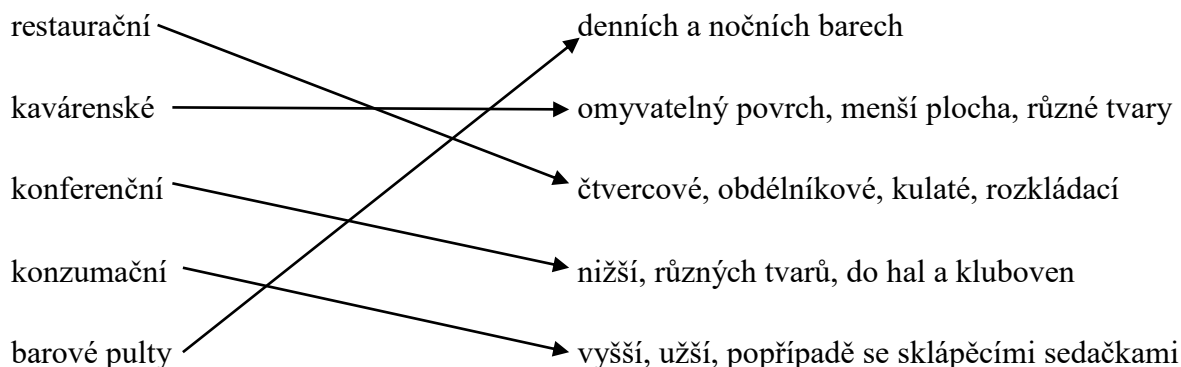 restaurační denních a nočních barech
kavárenské omyvatelný povrch, menší plocha, různé tvary
konferenční čtvercové, obdélníkové, kulaté, rozkládací
konzumační nižší, různých tvarů, do hal a kluboven
barové pulty vyšší, užší, popřípadě se sklápěcími sedačkami